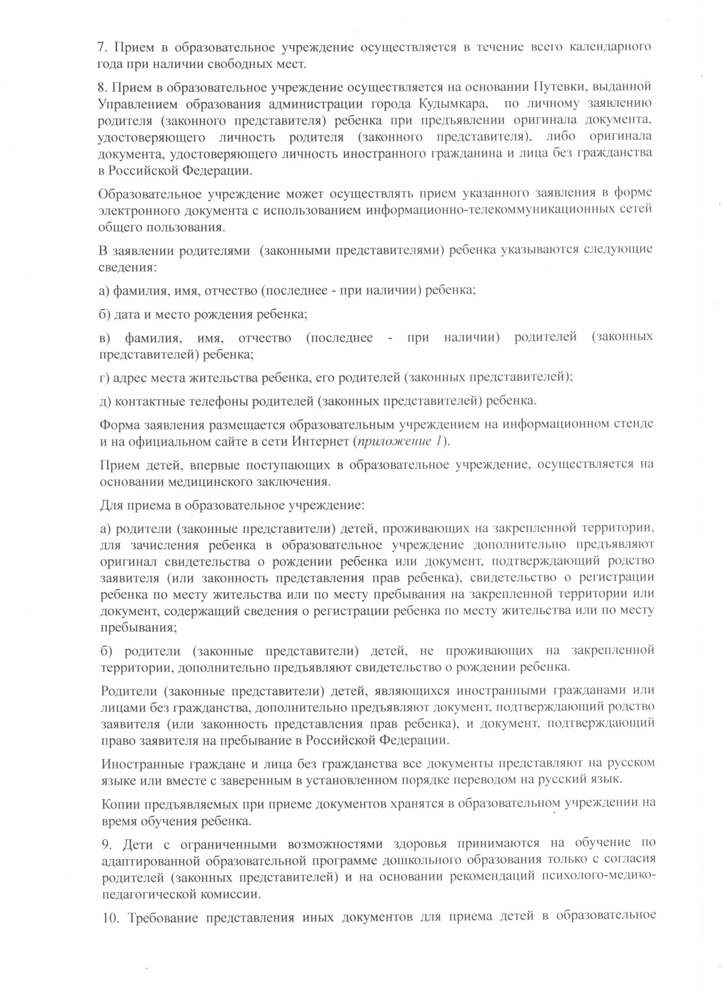 7. Прием в образовательное учреждение осуществляется в течение всего календарного
года при наличии свободных мест.
8. Прием в образовательное учреждение осуществляется на основании Путевки, выданной
Управлением образования администрации города Кудымкара, по личному заявлению
родителя (законного представителя) ребенка при предъявлении оригинала документа,
удостоверяющего личность родителя (законного представителя), либо оригинала
документа, удостоверяющего личность иностранного гражданина и лица без гражданства
в Российской Федерации.
Образовательное учреждение может осуществлять прием указанного заявления в форме
электронного документа с использованием информационно-телекоммуникационных сетей
общего пользования.
В заявлении родителями (законными представителями) ребенка указываются следующие
сведения:
а) фамилия, имя, отчество (последнее - при наличии) ребенка;
б) дата и место рождения ребенка;
в) фамилия, имя, отчество (последнее - при наличии) родителей (законных
представителей) ребенка;
г) адрес места жительства ребенка, его родителей (законных представителей);
д) контактные телефоны родителей (законных представителей) ребенка.
Форма заявления размещается образовательным учреждением на информационном стенде
и на официальном сайте в сети Интернет (приложение 1).
Прием детей, впервые поступающих в образовательное учреждение, осуществляется на
основании медицинского заключения.
Для приема в образовательное учреждение:
а) родители (законные представители) детей, проживающих на закрепленной территории,
для зачисления ребенка в образовательное учреждение дополнительно предъявляют
оригинал свидетельства о рождении ребенка или документ, подтверждающий родство
заявителя (или законность представления прав ребенка), свидетельство о регистрации
ребенка по месту жительства или по месту пребывания на закрепленной территории или
документ, содержащий сведения о регистрации ребенка по месту жительства или по месту
пребывания;
б) родители (законные представители) детей, не проживающих на закрепленной
территории, дополнительно предъявляют свидетельство о рождении ребенка.
Родители (законные представители) детей, являющихся иностранными гражданами или
лицами без гражданства, дополнительно предъявляют документ, подтверждающий родство
заявителя (или законность представления прав ребенка), и документ, подтверждающий
право заявителя на пребывание в Российской Федерации.
Иностранные граждане и лица без гражданства все документы представляют на русском
языке или вместе с заверенным в установленном порядке переводом на русский язык.
Копии предъявляемых при приеме документов хранятся в образовательном учреждении на
время обучения ребенка.
9. Дети с ограниченными возможностями здоровья принимаются на обучение по
адаптированной образовательной программе дошкольного образования только с согласия
родителей (законных представителей) и на основании рекомендаций психолого-медико-
педагогической комиссии.
10. Требование представления иных документов для приема детей в образовательное